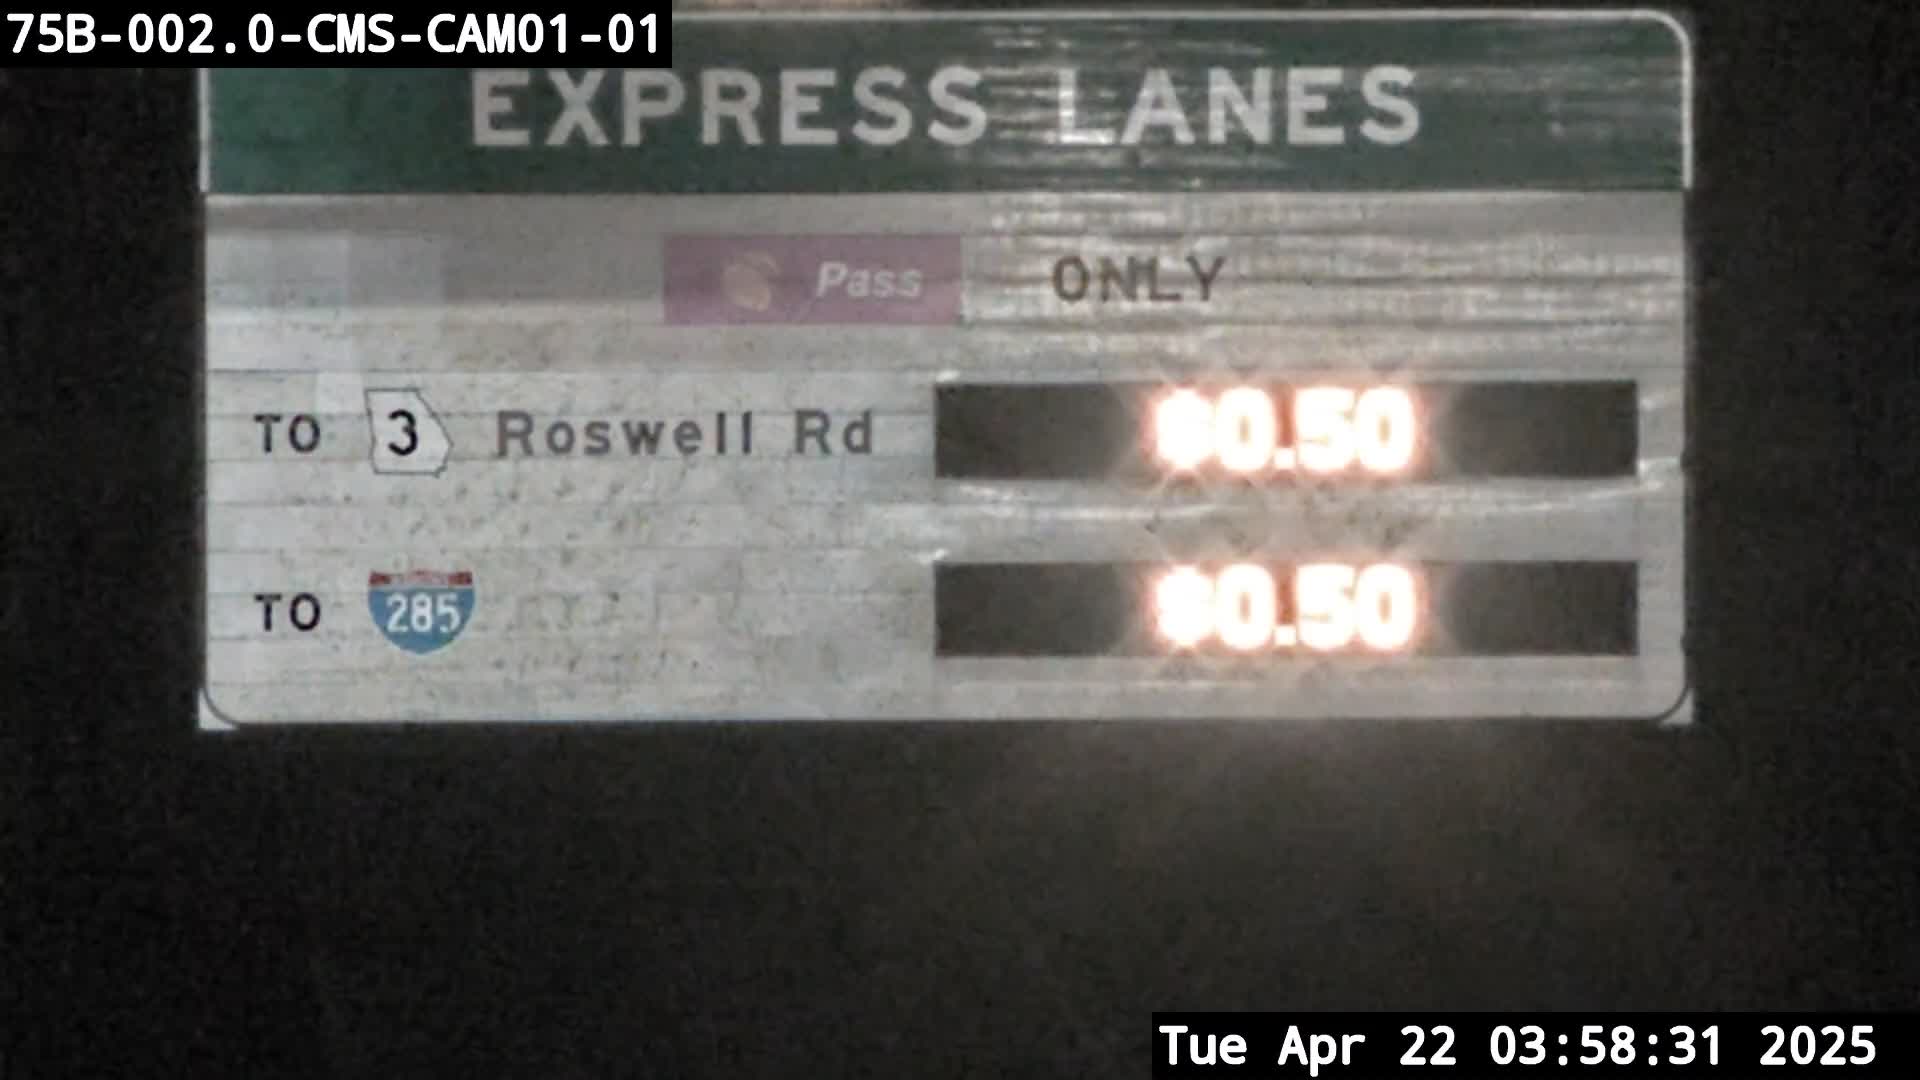 75B-002.0-CMS-CAM01-01
EXPRESS LANES
Pass ONLY
TO 3 Roswell Rd $0.50
TO 285 $0.50
Tue Apr 22 03:58:31 2025